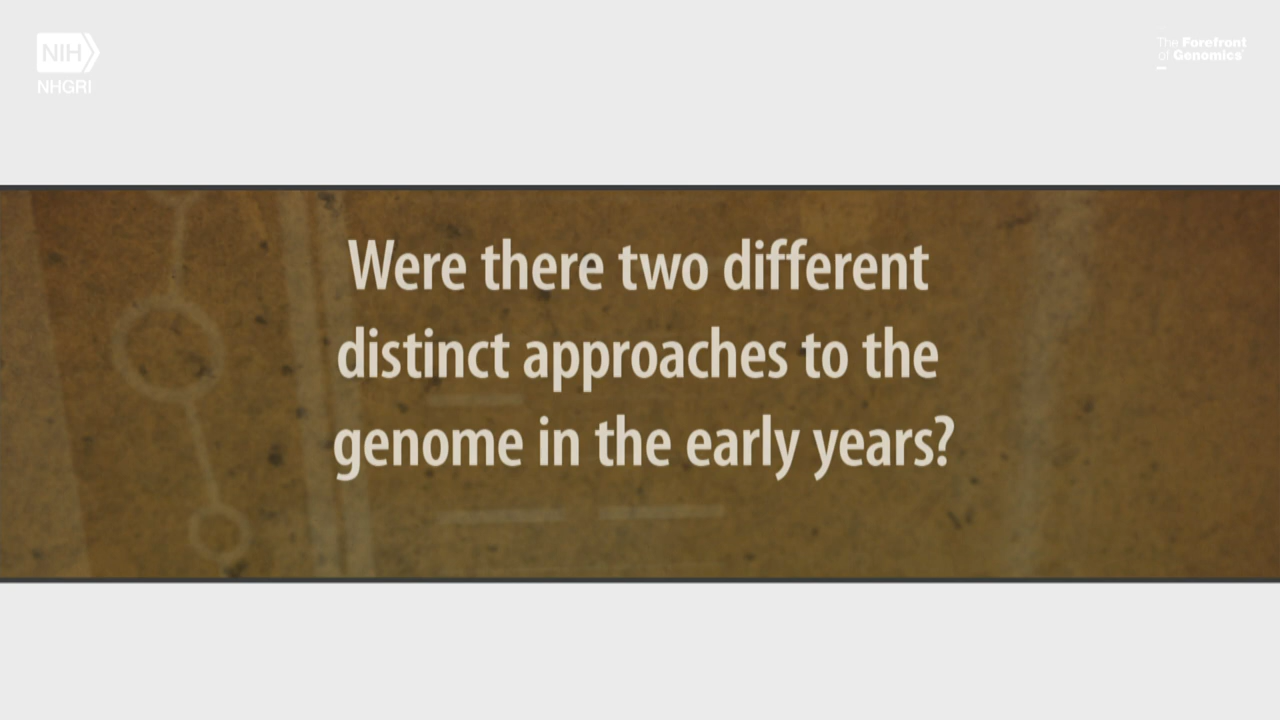 NIH
NHGRI
The Forefront
of Genomics®
Were there two different
distinct approaches to the
genome in the early years?